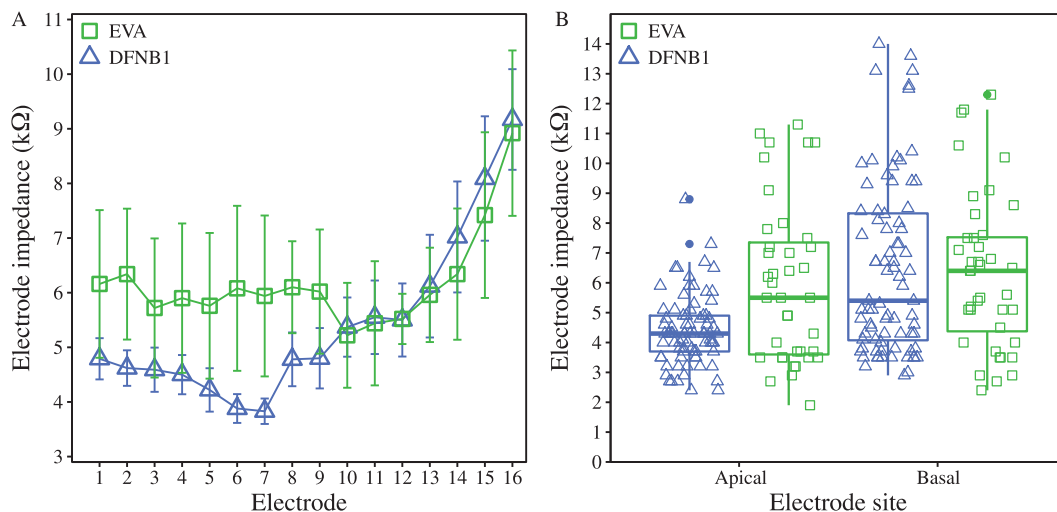 A
EVA
DFNB1
Electrode impedance (kΩ)
11
10
9
8
7
6
5
4
3
1 2 3 4 5 6 7 8 9 10 11 12 13 14 15 16
Electrode
B
EVA
DFNB1
Electrode impedance (kΩ)
14
13
12
11
10
9
8
7
6
5
4
3
2
1
0
Apical Basal
Electrode site